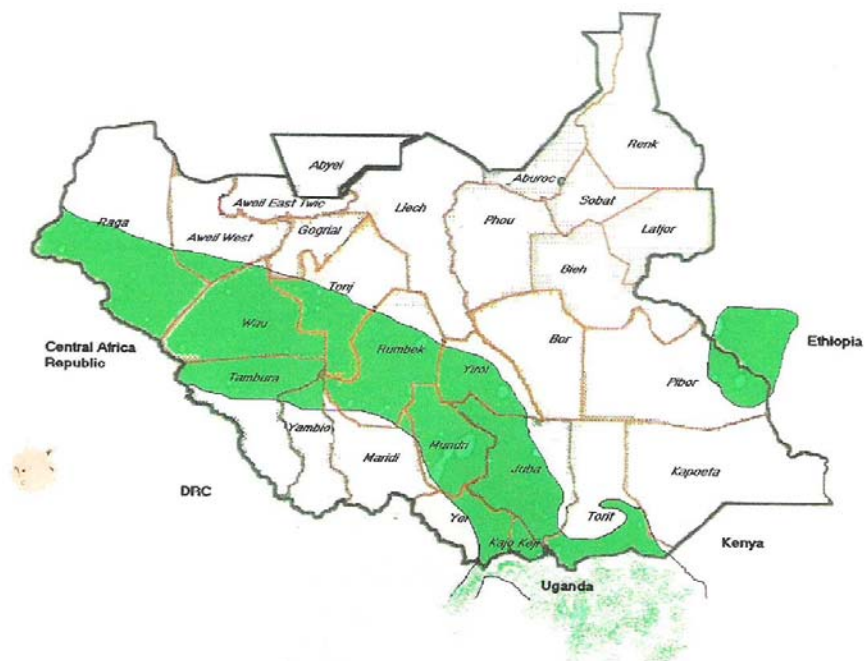 Renk
Abyei
Aburoc
Sobat
Aweil East Twic
Liech
Phou
Raga
Gogrial
Latjor
Aweil West
Bieh
Tonj
Wau
Central Africa
Republic
Rumbek
Bor
Ethiopia
Yirol
Tambura
Pibor
Yambio
Mundri
Maridi
Juba
Kapoeta
DRC
Yei
Torit
Kajo Keji
Kenya
Uganda